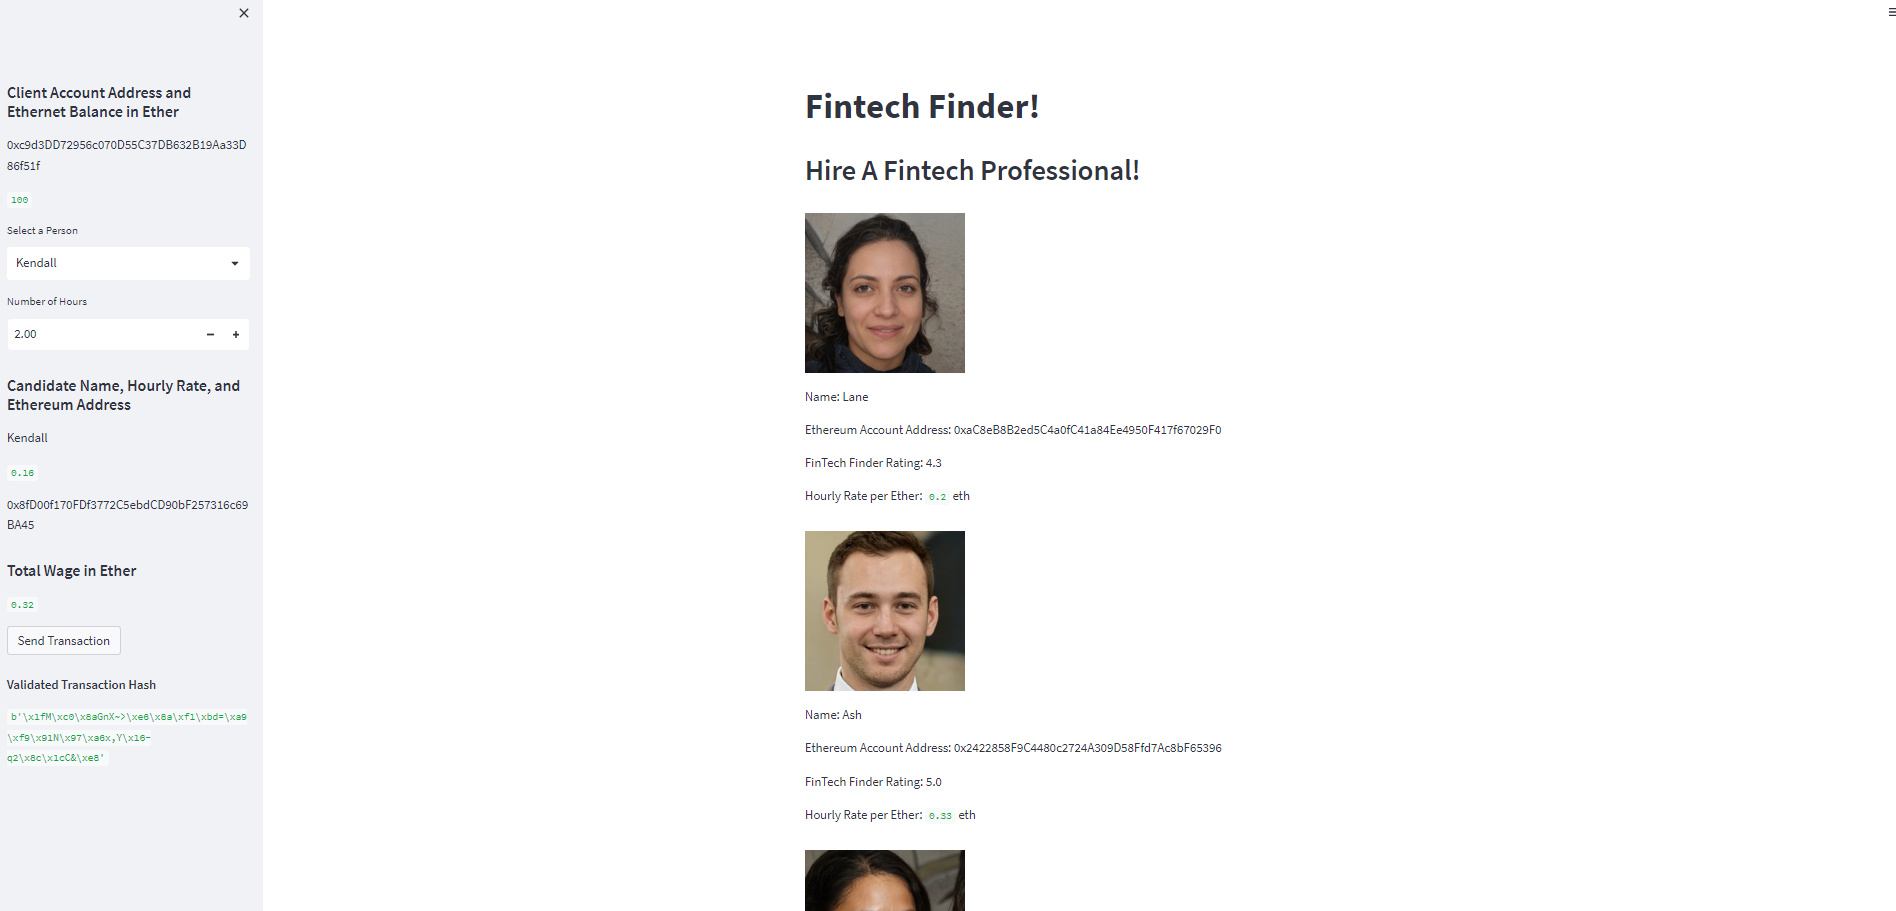 Client Account Address and
Ethernet Balance in Ether
0xc9d3DD72956c070D55C37DB632B19Aa33D
86f51f
100
Select a Person
Kendall
Number of Hours
2.00
Candidate Name, Hourly Rate, and
Ethereum Address
Kendall
0.16
0x8fD00f170FDf3772C5ebdCD90bF257316c69
BA45
Total Wage in Ether
0.32
Send Transaction
Validated Transaction Hash
b'\x1fM\xc0\x8aGnX~>\xe6\x8a\xf1\xbd=\xa9
\xf9\x91N\x97\xa6x,Y\x16-
q2\x8c\x1cC&\xe8'
Fintech Finder!
Hire A Fintech Professional!
Name: Lane
Ethereum Account Address: 0xaC8eB8B2ed5C4a0fC41a84Ee4950F417f67029F0
FinTech Finder Rating: 4.3
Hourly Rate per Ether: 0.2 eth
Name: Ash
Ethereum Account Address: 0x2422858F9C4480c2724A309D58Ffd7Ac8bF65396
FinTech Finder Rating: 5.0
Hourly Rate per Ether: 0.33 eth